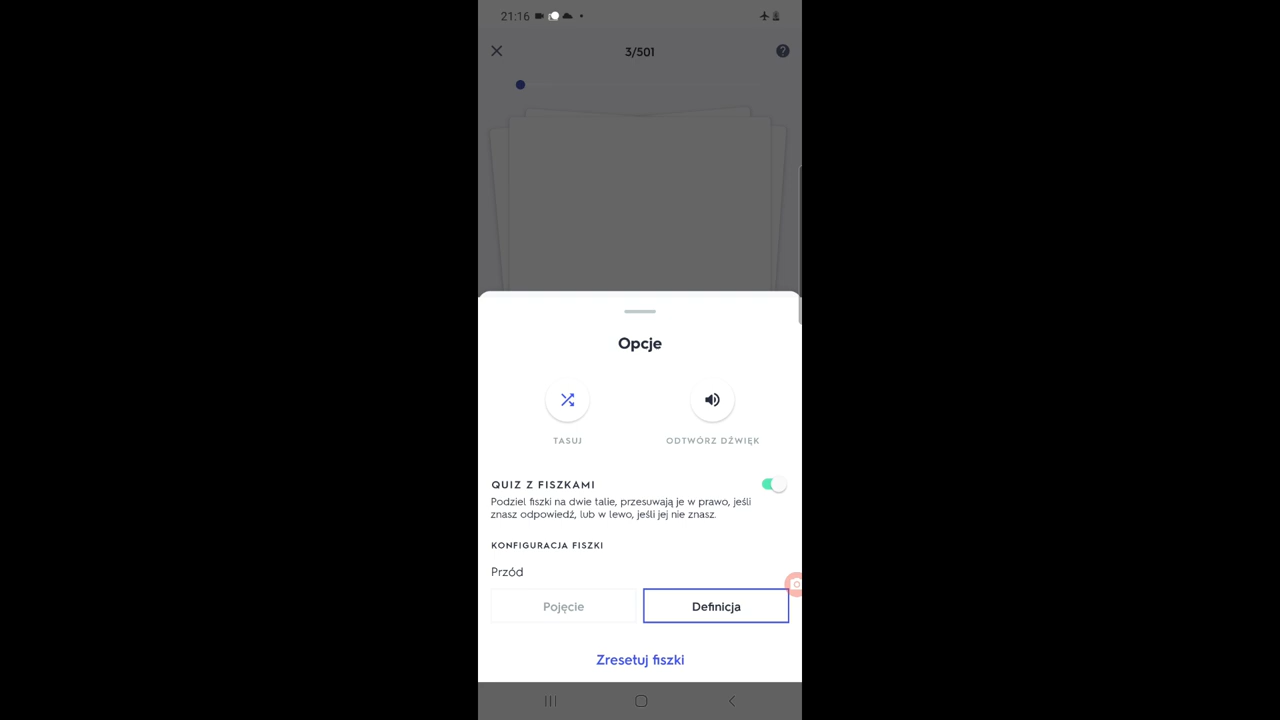 21:16
3/501
Opcje
TASUJ
ODTWÓRZ DŹWIĘK
QUIZ Z FISZKAMI
Podziel fiszki na dwie talie, przesuwają je w prawo, jeśli
znasz odpowiedź, lub w lewo, jeśli jej nie znasz.
KONFIGURACJA FISZKI
Przód
Pojęcie
Definicja
Zresetuj fiszki